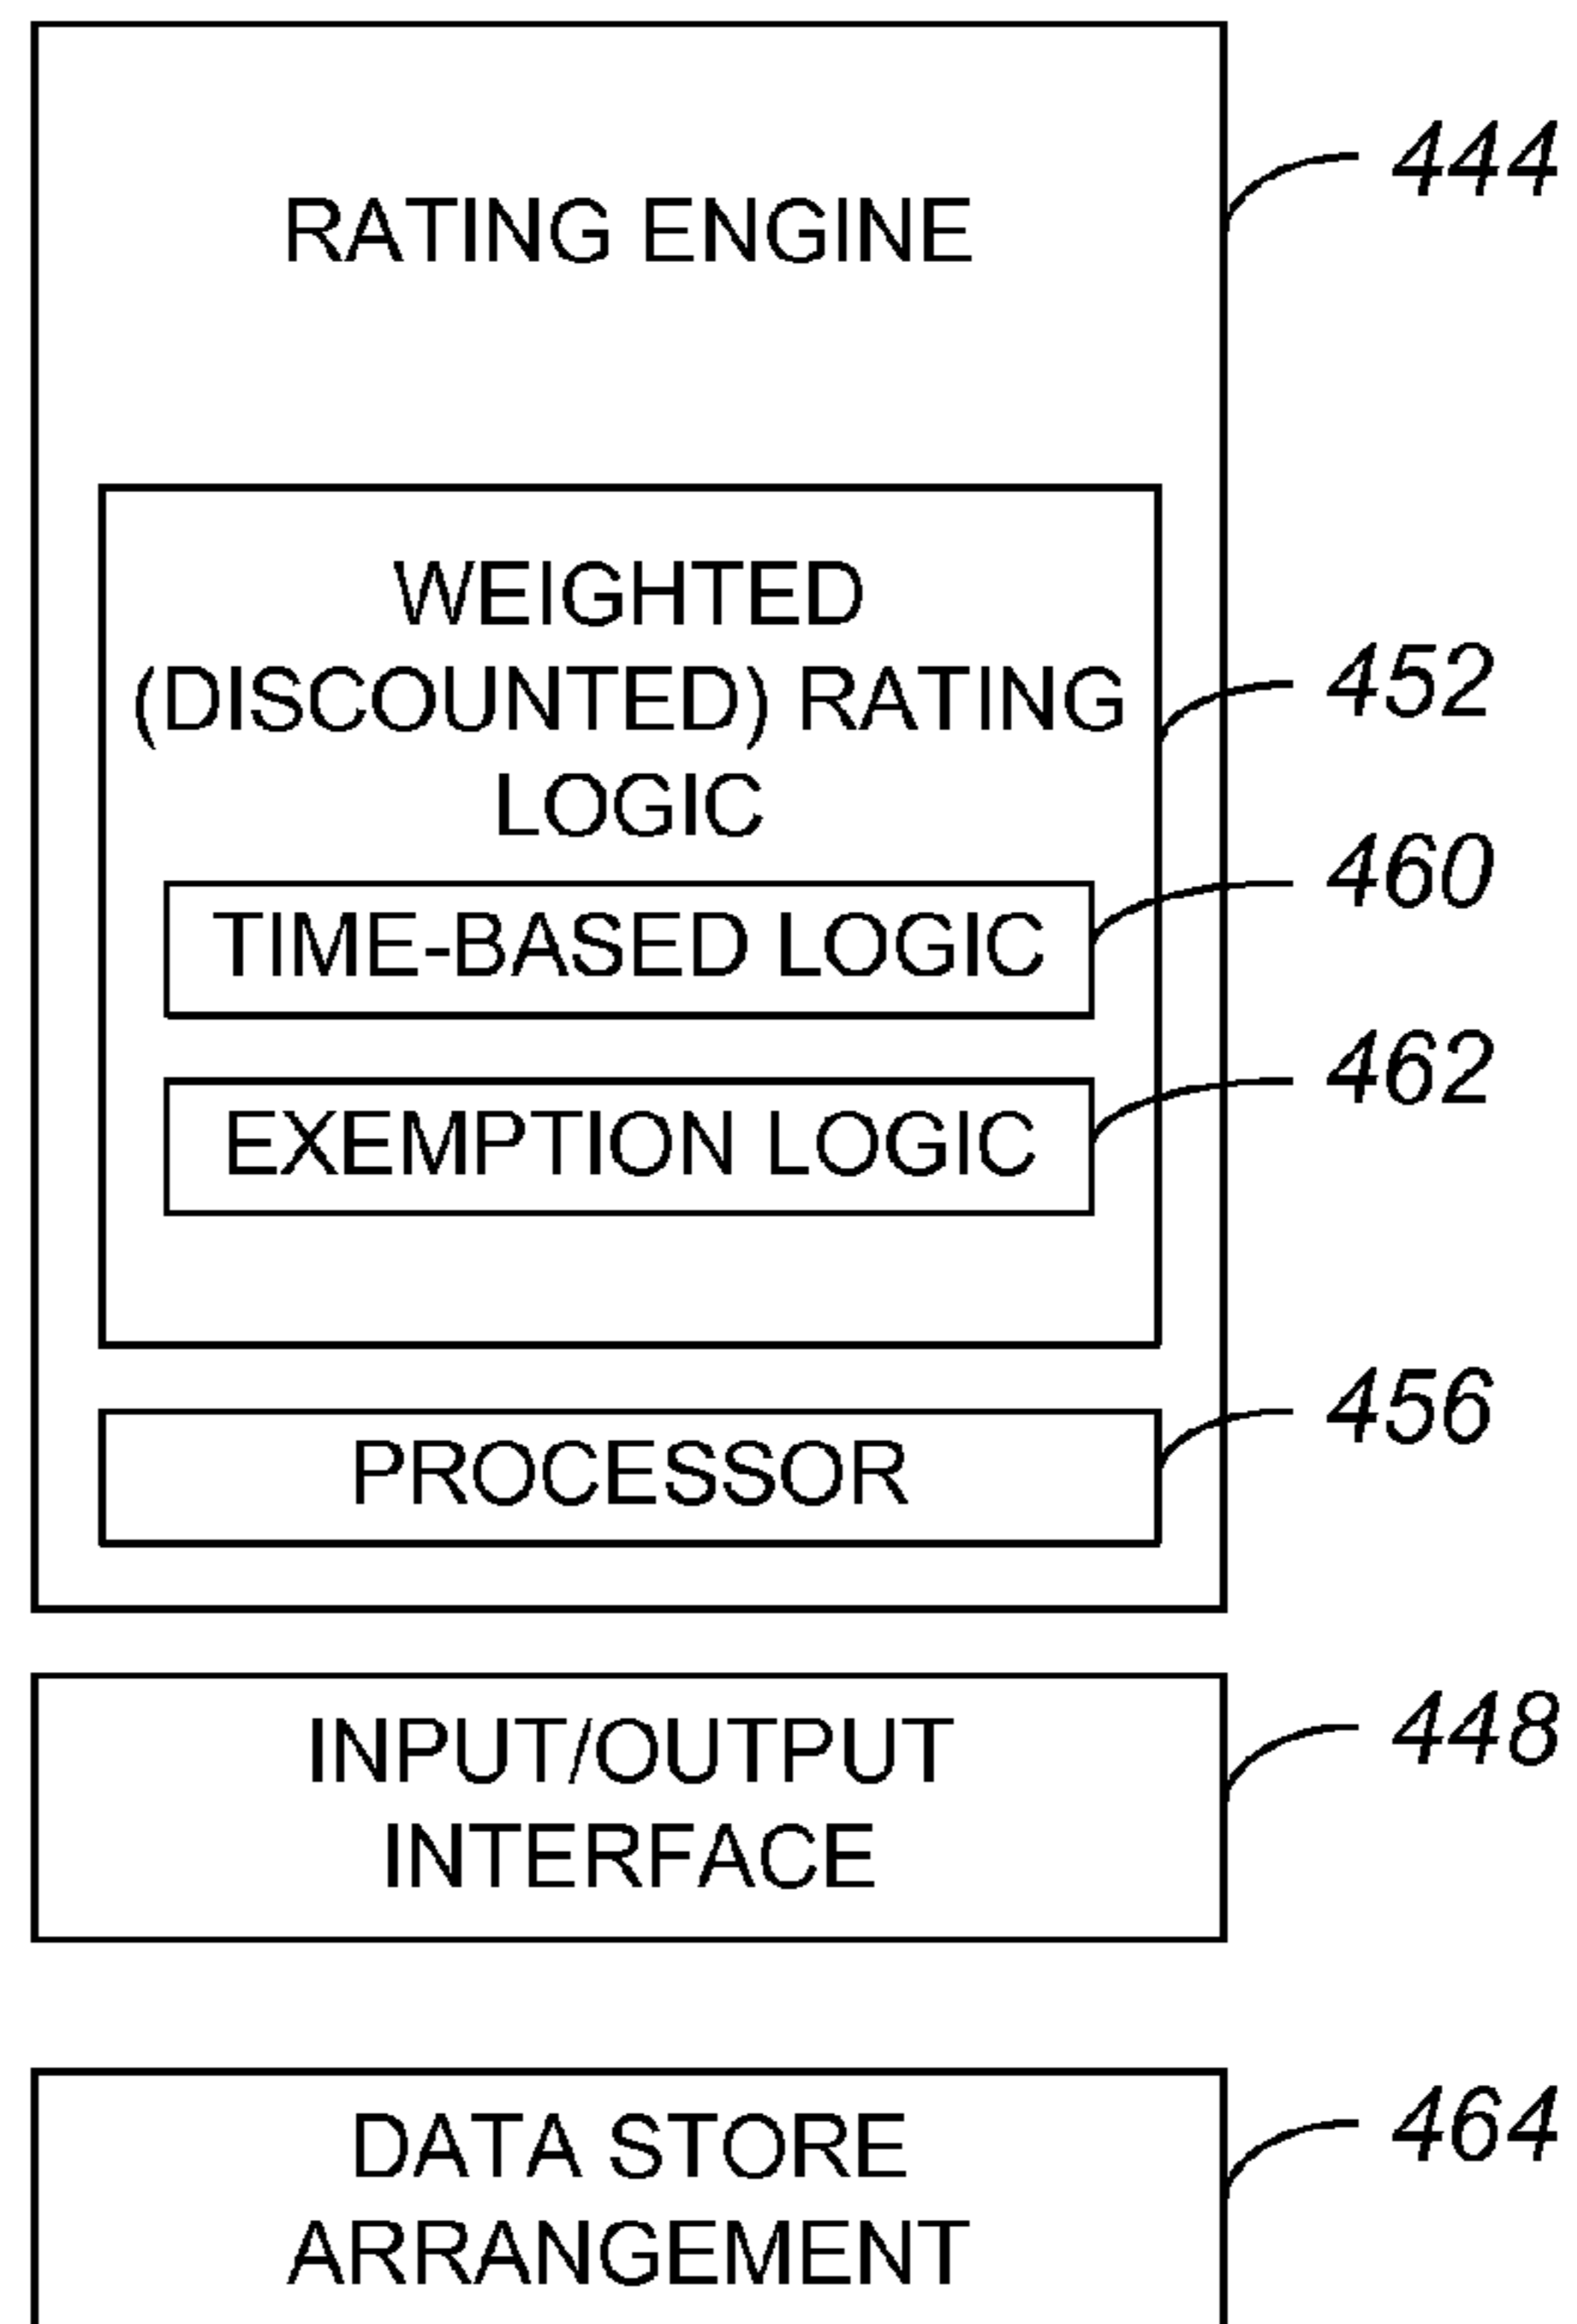 RATING ENGINE
444
WEIGHTED
(DISCOUNTED) RATING
LOGIC
452
TIME-BASED LOGIC
460
EXEMPTION LOGIC
462
PROCESSOR
456
INPUT/OUTPUT
INTERFACE
448
DATA STORE
ARRANGEMENT
464